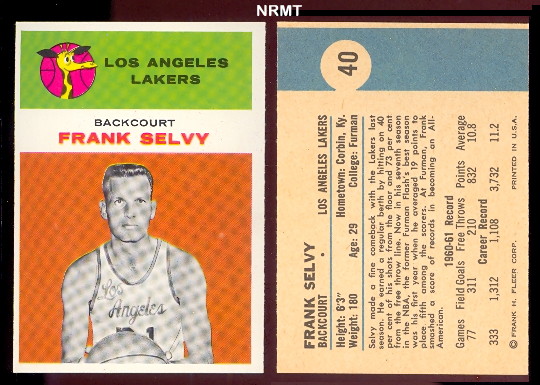 NRMT
LOS ANGELES
LAKERS
BACKCOURT
FRANK SELVY
Los
Angeles
40
FRANK SELVY
BACKCOURT • LOS ANGELES LAKERS
Height: 6'3" Hometown: Corbin, Ky.
Weight: 180 Age: 29 College: Furman
Selvy made a fine comeback with the Lakers last
season. He earned a regular berth by hitting on 40
per cent of his shots from the floor and 73 per cent
from the free throw line. Now in his seventh season
in the NBA, the former Furman Flash's best season
was his first year when he averaged 19 points to
place fifth among the scorers. At Furman, Frank
smashed a score of records in becoming an All-
American.
1960-61 Record
Games Field Goals Free Throws Points Average
77 311 210 832 10.8
Career Record
333 1,312 1,108 3,732 11.2
© FRANK H. FLEER CORP. PRINTED IN U.S.A.